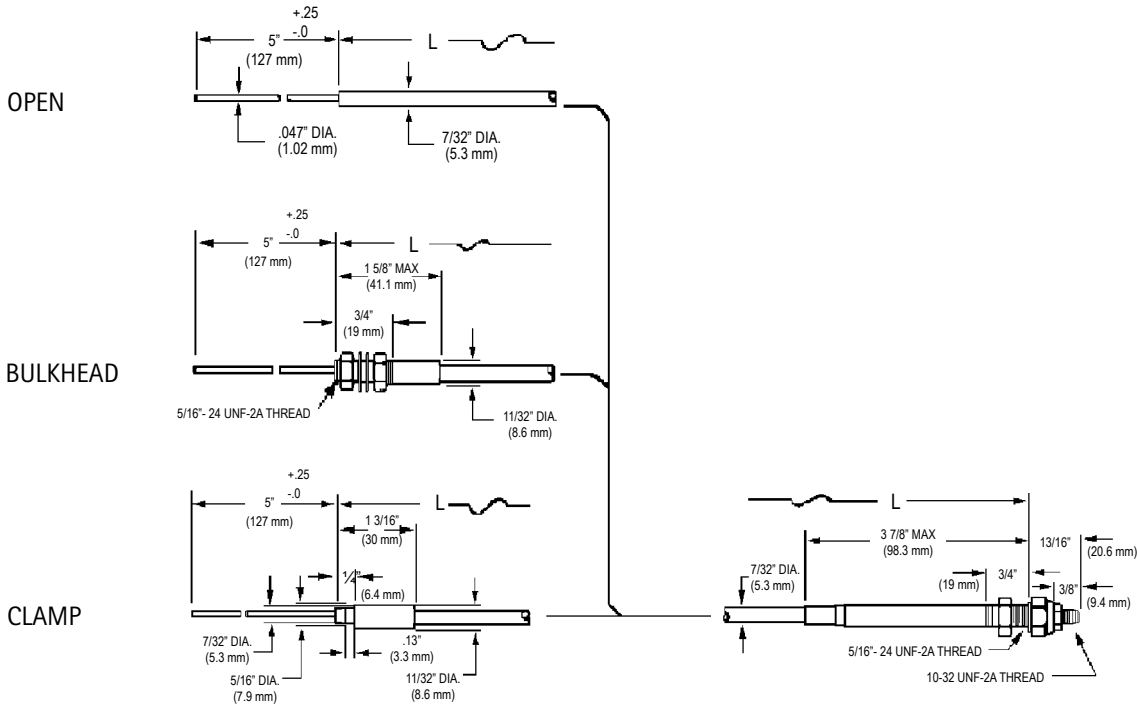 +.25
5" -.0
(127 mm)
L
OPEN
.047" DIA.
(1.02 mm)
7/32" DIA.
(5.3 mm)
+.25
5" -.0
(127 mm)
L
1 5/8" MAX
(41.1 mm)
3/4"
(19 mm)
BULKHEAD
5/16"- 24 UNF-2A THREAD
11/32" DIA.
(8.6 mm)
+.25
5" -.0
(127 mm)
L
1 3/16"
(30 mm)
1/4"
(6.4 mm)
CLAMP
7/32" DIA.
(5.3 mm)
.13"
(3.3 mm)
5/16" DIA.
(7.9 mm)
11/32" DIA.
(8.6 mm)
L
3 7/8" MAX
(98.3 mm)
13/16"
(20.6 mm)
7/32" DIA.
(5.3 mm)
3/4"
(19 mm)
3/8"
(9.4 mm)
5/16"- 24 UNF-2A THREAD
10-32 UNF-2A THREAD